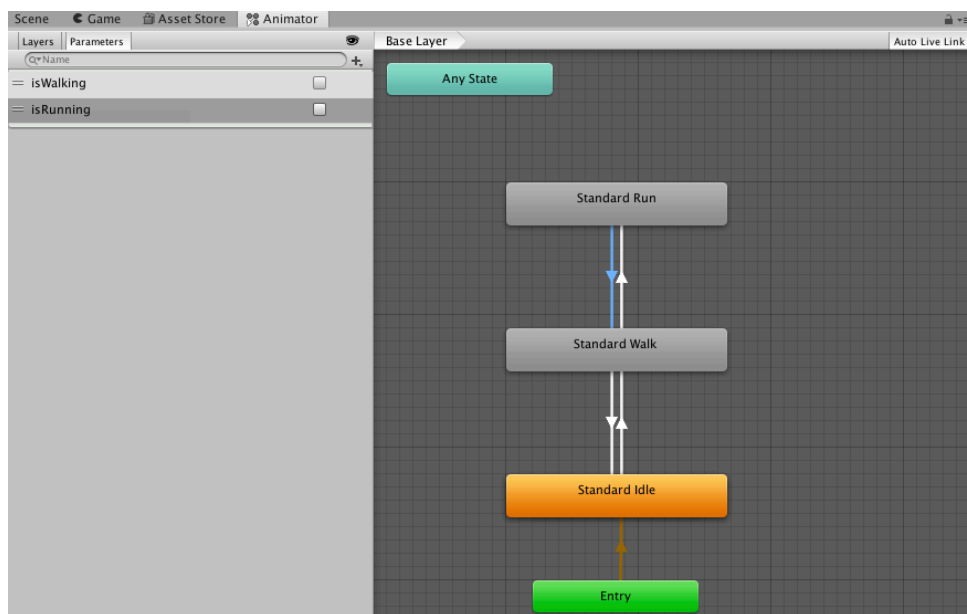 Scene Game Asset Store Animator
Layers Parameters Base Layer Auto Live Link
Name
isWalking
isRunning
Any State
Standard Run
Standard Walk
Standard Idle
Entry